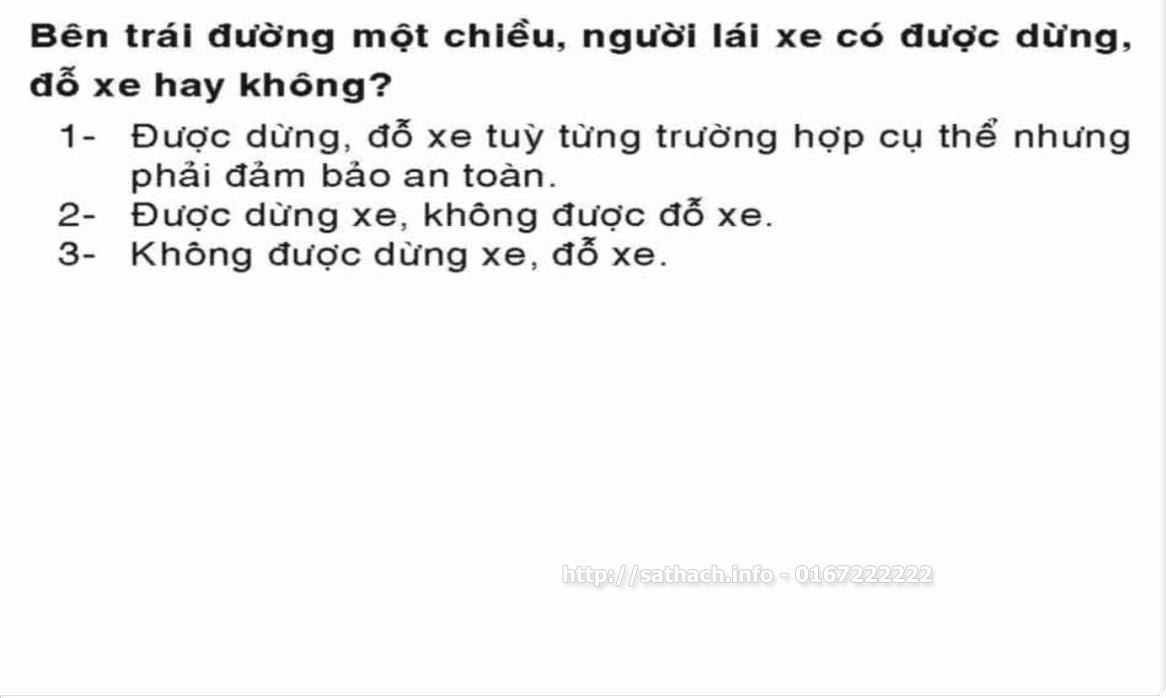 Bên trái đường một chiều, người lái xe có được dừng,
đỗ xe hay không?
1- Được dừng, đỗ xe tuỳ từng trường hợp cụ thể nhưng
phải đảm bảo an toàn.
2- Được dừng xe, không được đỗ xe.
3- Không được dừng xe, đỗ xe.
http://sathach.info - 0167222222